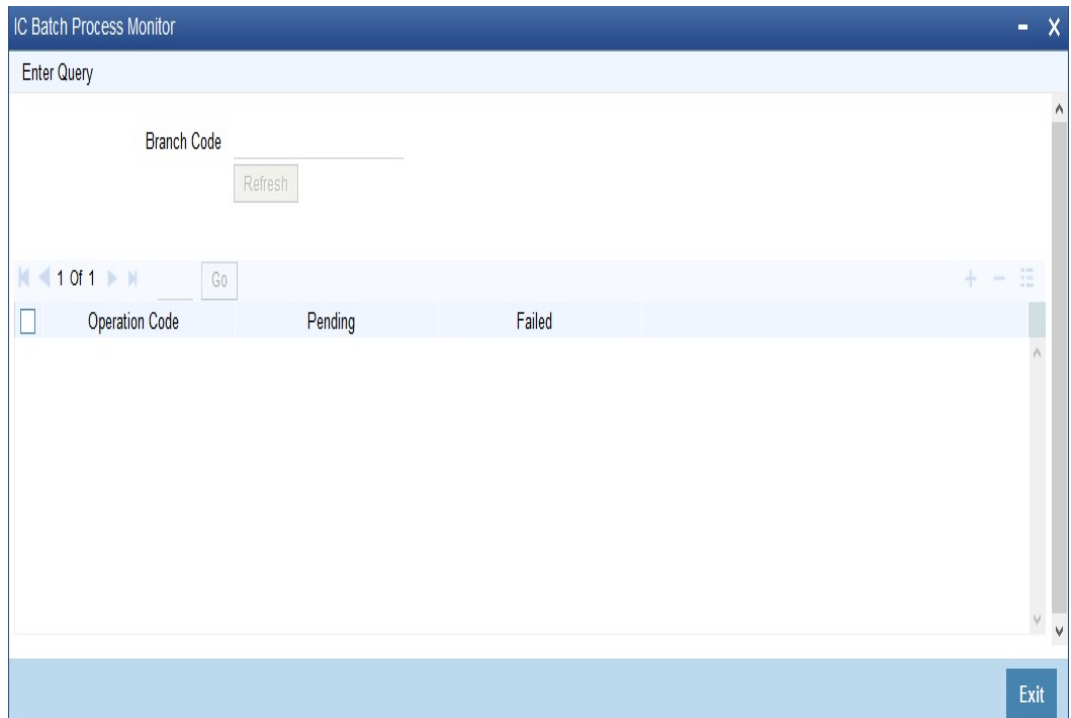 IC Batch Process Monitor
Enter Query
Branch Code
Refresh
1 Of 1 Go
Operation Code Pending Failed
Exit